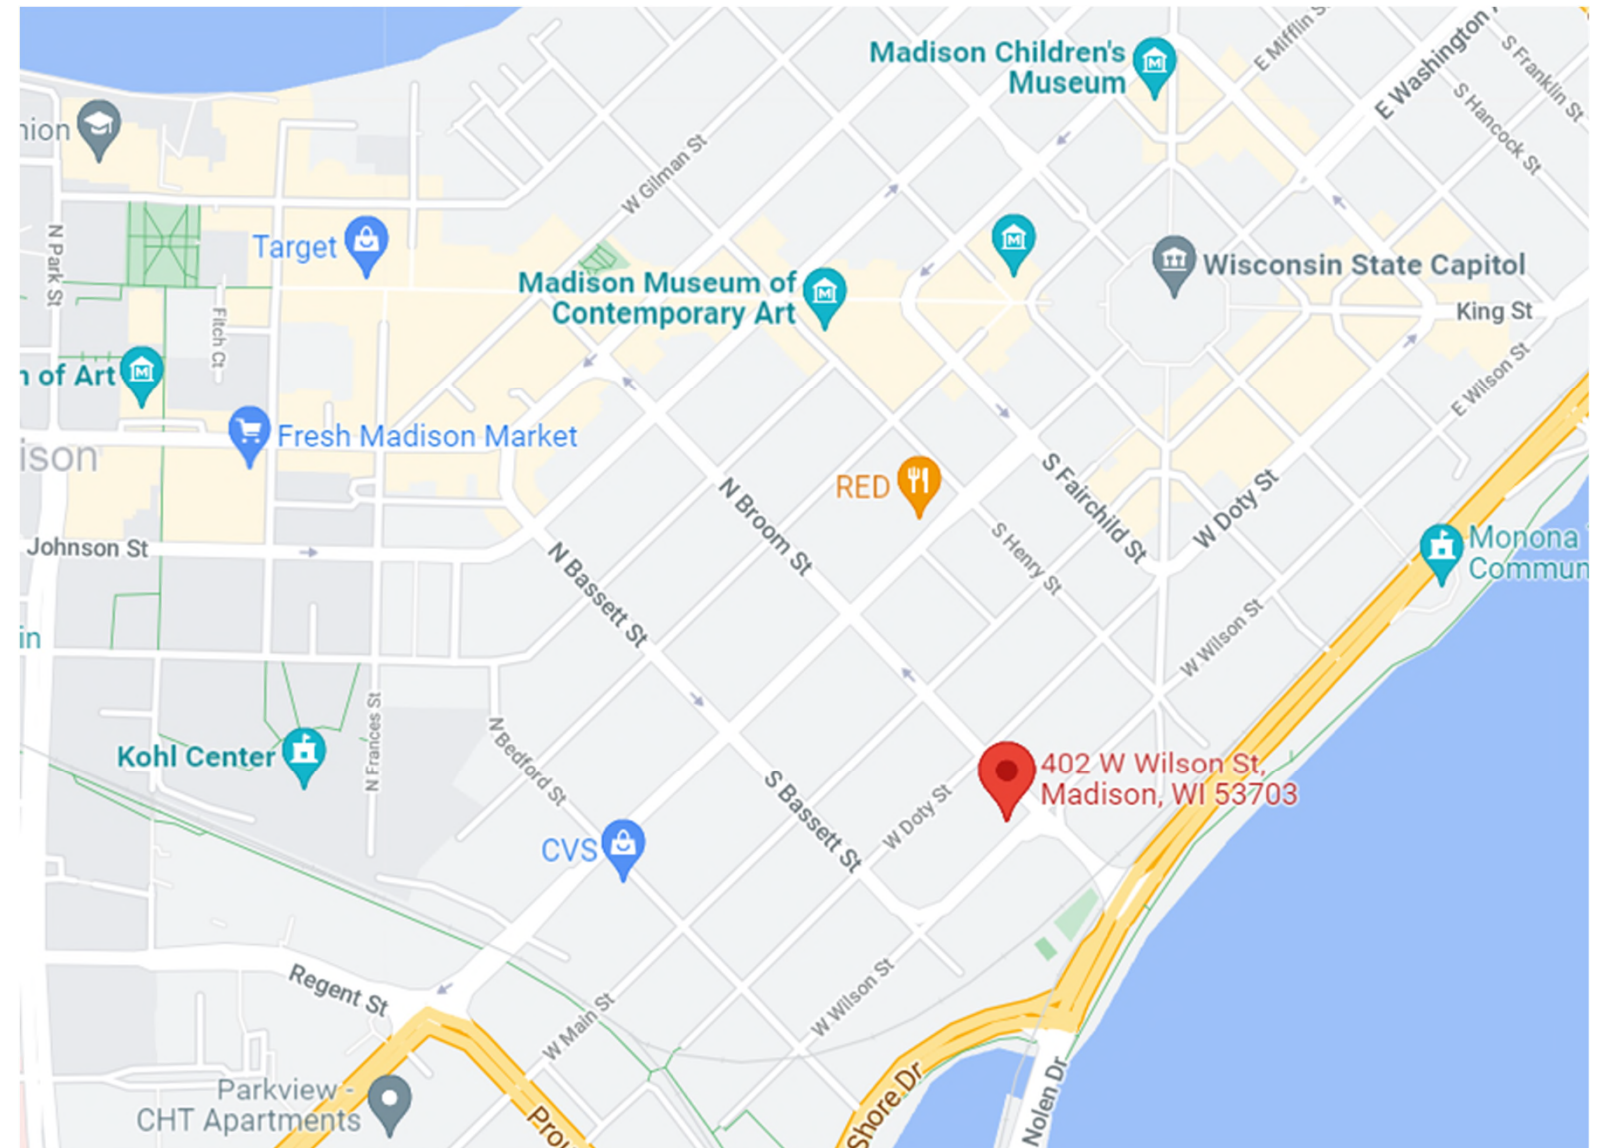 Madison Children's
Museum
E Mifflin S
E Washington
S Franklin St
S Hancock St
nion
W Gilman St
N Park St
Target
Wisconsin State Capitol
Madison Museum of
Contemporary Art
King St
Fitch Ct
E Wilson St
n of Art
Fresh Madison Market
ison
RED
N Broom St
S Fairchild St
W Doty St
S Henry St
Monona
Commun
Johnson St
N Bassett St
in
W Wilson St
N Frances St
N Bedford St
Kohl Center
402 W Wilson St,
Madison, WI 53703
S Bassett St
W Doty St
CVS
Regent St
W Wilson St
W Main St
Parkview -
CHT Apartments
Prou
Shore Dr
Nolen Dr